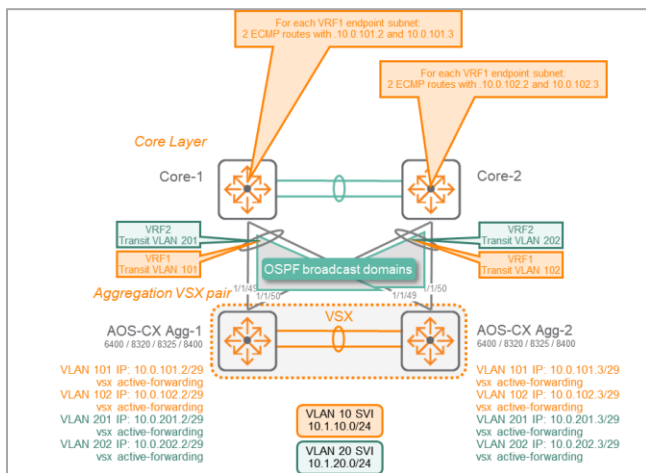 For each VRF1 endpoint subnet:
2 ECMP routes with .10.0.101.2 and 10.0.101.3
For each VRF1 endpoint subnet:
2 ECMP routes with .10.0.102.2 and 10.0.102.3
Core Layer
Core-1
Core-2
VRF2
Transit VLAN 201
VRF1
Transit VLAN 101
VRF2
Transit VLAN 202
VRF1
Transit VLAN 102
OSPF broadcast domains
1/1/49
1/1/50
1/1/49
1/1/50
Aggregation VSX pair
VSX
AOS-CX Agg-1
6400 / 8320 / 8325 / 8400
AOS-CX Agg-2
6400 / 8320 / 8325 / 8400
VLAN 101 IP: 10.0.101.2/29
vsx active-forwarding
VLAN 102 IP: 10.0.102.2/29
vsx active-forwarding
VLAN 201 IP: 10.0.201.2/29
vsx active-forwarding
VLAN 202 IP: 10.0.202.2/29
vsx active-forwarding
VLAN 10 SVI
10.1.10.0/24
VLAN 20 SVI
10.1.20.0/24
VLAN 101 IP: 10.0.101.3/29
vsx active-forwarding
VLAN 102 IP: 10.0.102.3/29
vsx active-forwarding
VLAN 201 IP: 10.0.201.3/29
vsx active-forwarding
VLAN 202 IP: 10.0.202.3/29
vsx active-forwarding